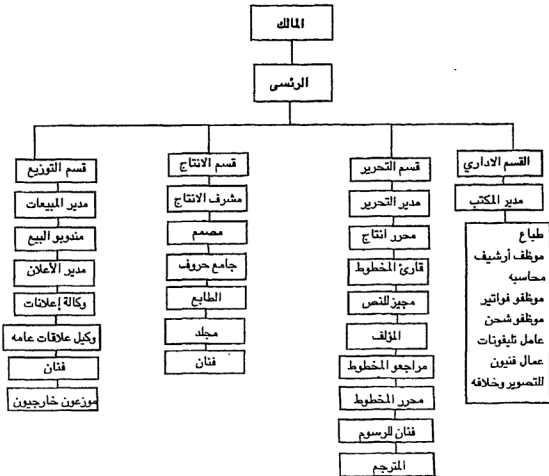 المالك
الرئسى
القسم الاداري
مدير المكتب
طباع
موظف أرشيف
محاسبه
موظفو فواتير
موظفو شحن
عامل تليفونات
عمال فنيون
للتصوير وخلافه
قسم التحرير
مدير التحرير
محرر انتاج
قارئ المخطوط
مجيز للنص
المؤلف
مراجعو المخطوط
محرر المخطوط
فنان للرسوم
المترجم
قسم الانتاج
مشرف الانتاج
مصمم
جامع حروف
الطابع
مجلد
فنان
قسم التوزيع
مدير المبيعات
مندوبو البيع
مدير الأعلان
وكالة إعلانات
وكيل علاقات عامه
فنان
موزعون خارجيون